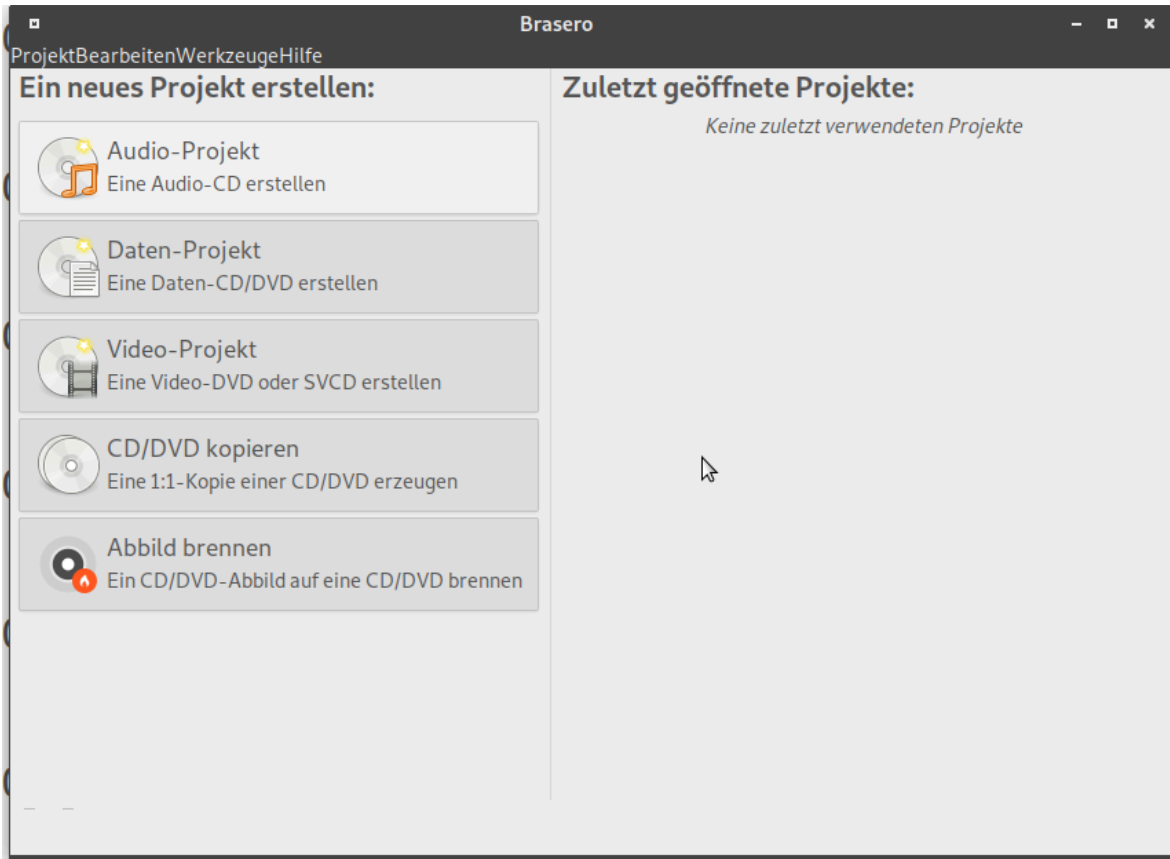 Brasero
ProjektBearbeitenWerkzeugeHilfe
Ein neues Projekt erstellen:
Audio-Projekt
Eine Audio-CD erstellen
Daten-Projekt
Eine Daten-CD/DVD erstellen
Video-Projekt
Eine Video-DVD oder SVCD erstellen
CD/DVD kopieren
Eine 1:1-Kopie einer CD/DVD erzeugen
Abbild brennen
Ein CD/DVD-Abbild auf eine CD/DVD brennen
Zuletzt geöffnete Projekte:
Keine zuletzt verwendeten Projekte